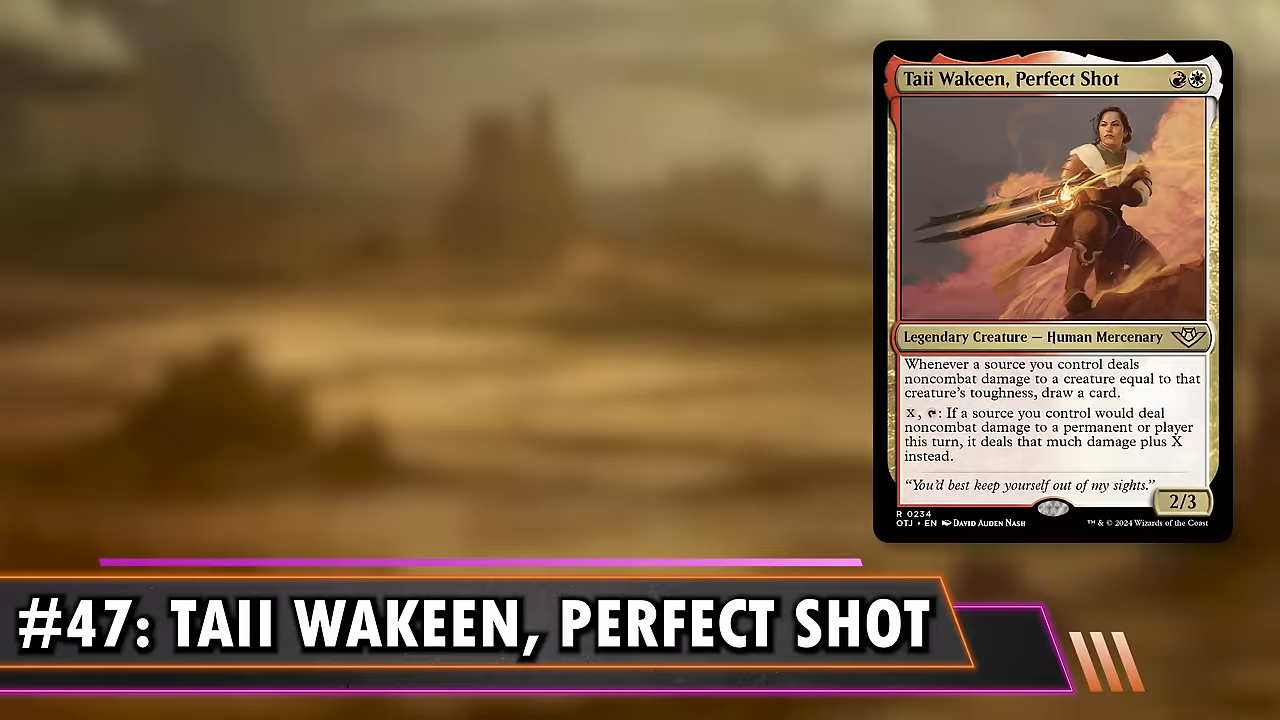 Taii Wakeen, Perfect Shot
Legendary Creature — Human Mercenary
Whenever a source you control deals
noncombat damage to a creature equal to that
creature's toughness, draw a card.
X, T: If a source you control would deal
noncombat damage to a permanent or player
this turn, it deals that much damage plus X
instead.
"You'd best keep yourself out of my sights."
2/3
R 0234
OTJ • EN DAVID AUDEN NASH
™ & © 2024 Wizards of the Coast
#47: TAII WAKEEN, PERFECT SHOT